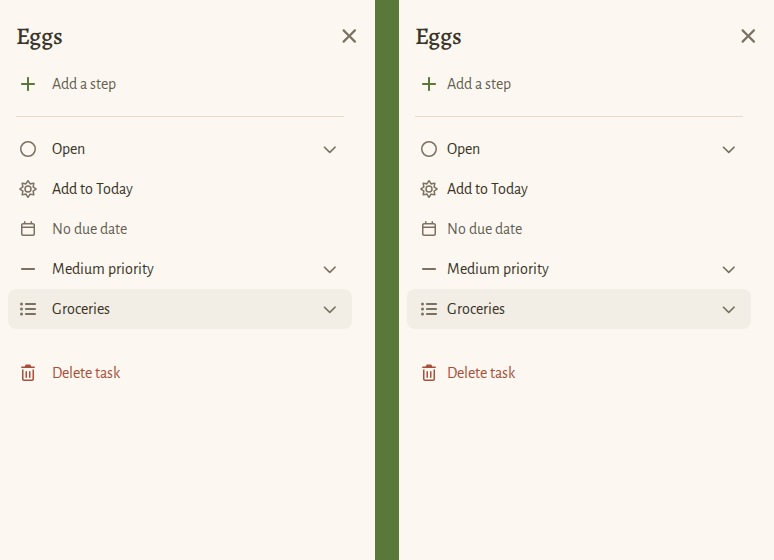 Eggs
Add a step
Open
Add to Today
No due date
Medium priority
Groceries
Delete task
Eggs
Add a step
Open
Add to Today
No due date
Medium priority
Groceries
Delete task